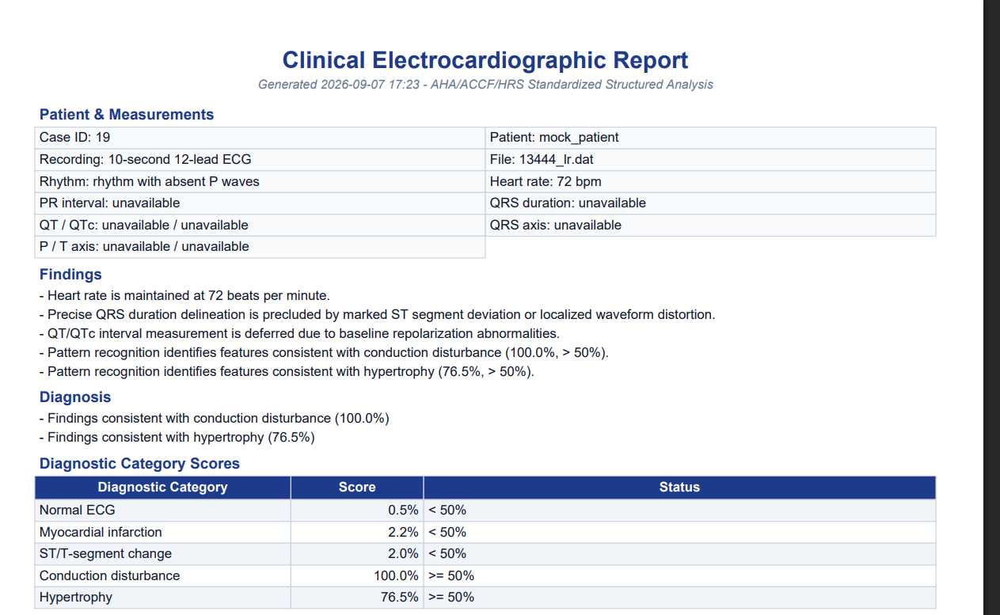 Clinical Electrocardiographic Report
Generated 2026-09-07 17:23 - AHA/ACCF/HRS Standardized Structured Analysis
Patient & Measurements
Case ID: 19 Patient: mock_patient
Recording: 10-second 12-lead ECG File: 13444_lr.dat
Rhythm: rhythm with absent P waves Heart rate: 72 bpm
PR interval: unavailable QRS duration: unavailable
QT / QTc: unavailable / unavailable QRS axis: unavailable
P / T axis: unavailable / unavailable
Findings
- Heart rate is maintained at 72 beats per minute.
- Precise QRS duration delineation is precluded by marked ST segment deviation or localized waveform distortion.
- QT/QTc interval measurement is deferred due to baseline repolarization abnormalities.
- Pattern recognition identifies features consistent with conduction disturbance (100.0%, > 50%).
- Pattern recognition identifies features consistent with hypertrophy (76.5%, > 50%).
Diagnosis
- Findings consistent with conduction disturbance (100.0%)
- Findings consistent with hypertrophy (76.5%)
Diagnostic Category Scores
Diagnostic Category Score Status
Normal ECG 0.5% < 50%
Myocardial infarction 2.2% < 50%
ST/T-segment change 2.0% < 50%
Conduction disturbance 100.0% >= 50%
Hypertrophy 76.5% >= 50%